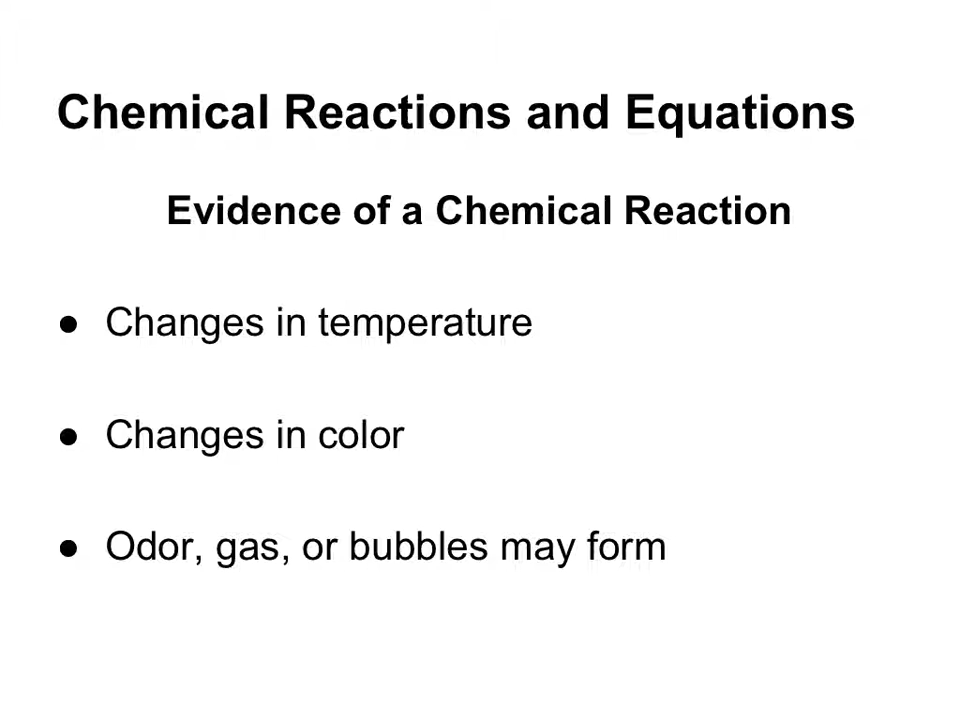 Chemical Reactions and Equations
Evidence of a Chemical Reaction
● Changes in temperature
● Changes in color
● Odor, gas, or bubbles may form